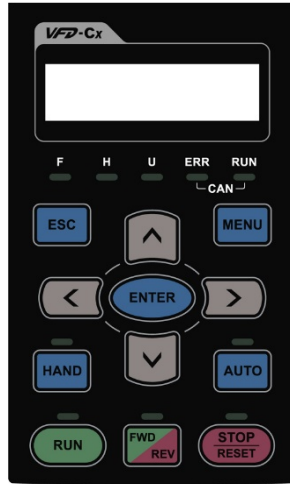 VFD-Cx
F H U ERR RUN
CAN
ESC MENU
ENTER
HAND AUTO
RUN FWD REV STOP RESET